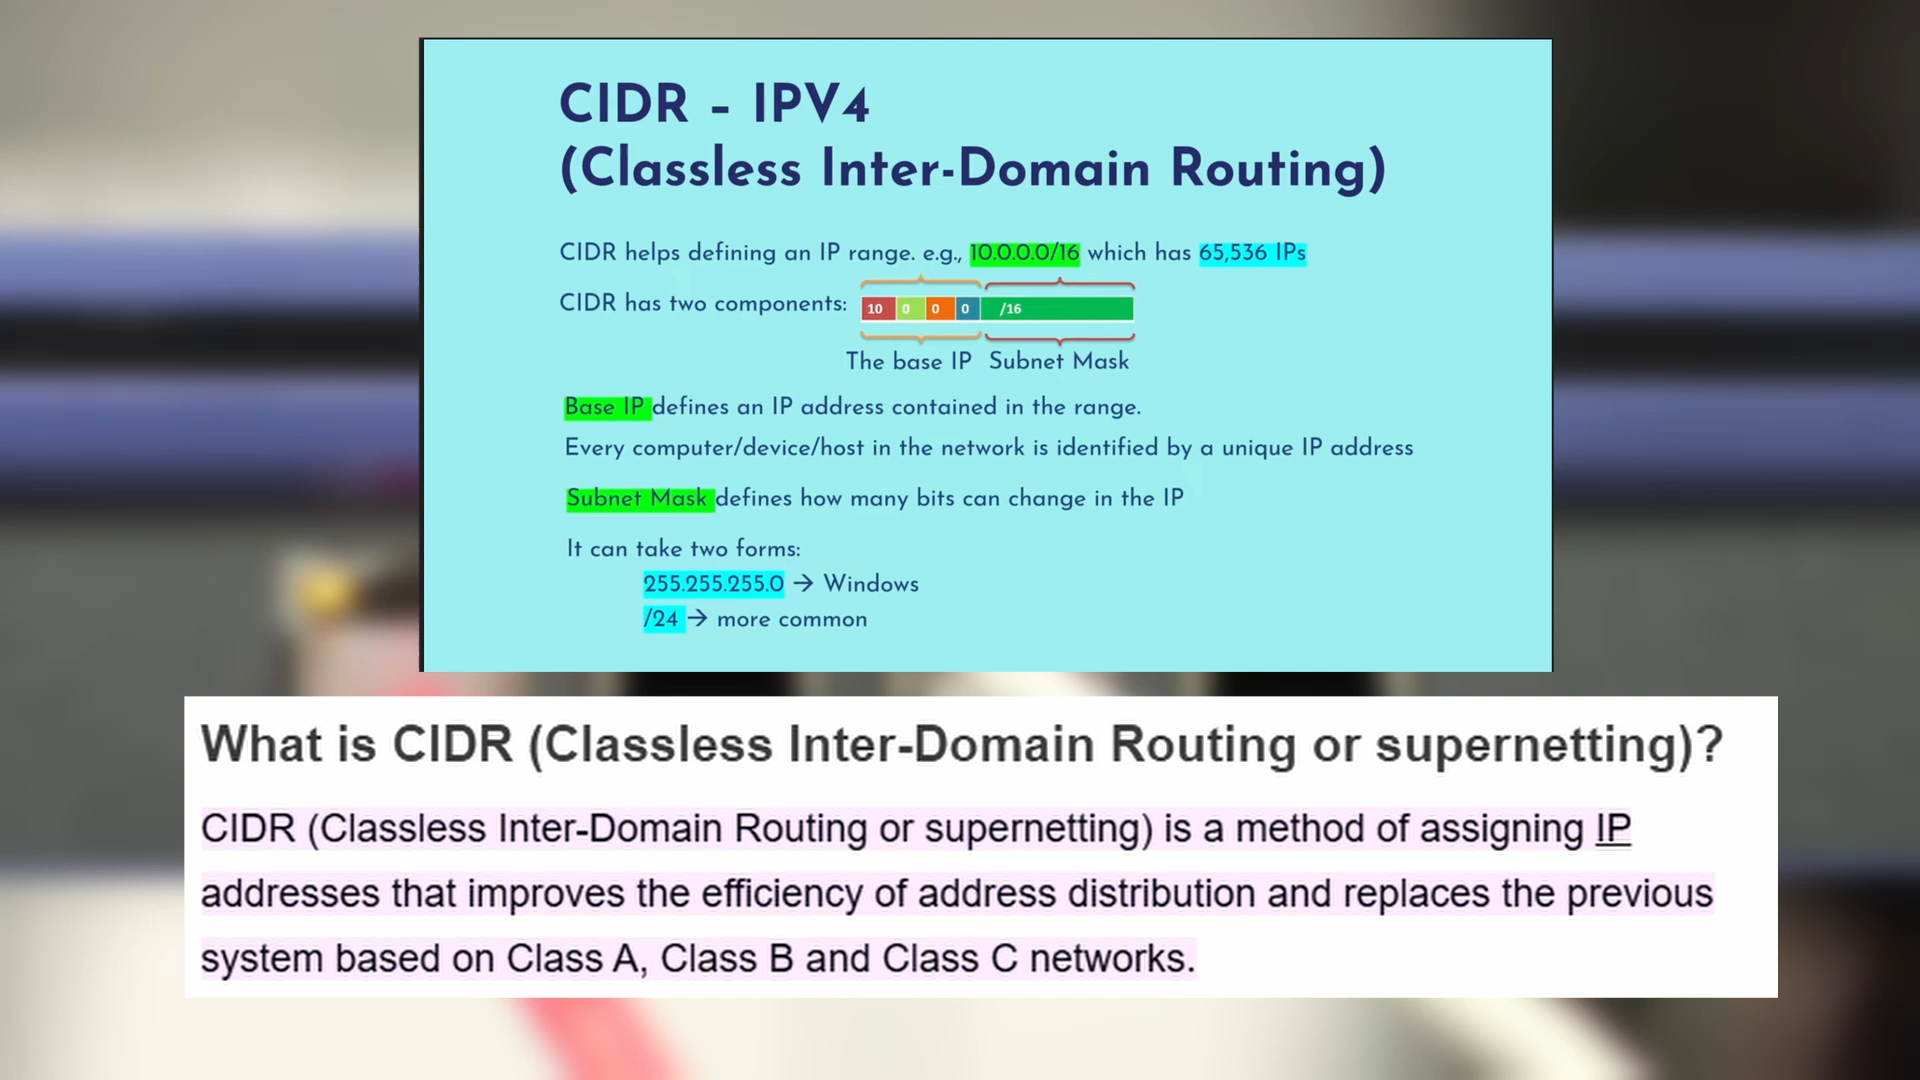 CIDR – IPV4
(Classless Inter-Domain Routing)
CIDR helps defining an IP range. e.g., 10.0.0.0/16 which has 65,536 IPs
CIDR has two components: 10 0 0 0 /16
The base IP Subnet Mask
Base IP defines an IP address contained in the range.
Every computer/device/host in the network is identified by a unique IP address
Subnet Mask defines how many bits can change in the IP
It can take two forms:
255.255.255.0 → Windows
/24 → more common
What is CIDR (Classless Inter-Domain Routing or supernetting)?
CIDR (Classless Inter-Domain Routing or supernetting) is a method of assigning IP
addresses that improves the efficiency of address distribution and replaces the previous
system based on Class A, Class B and Class C networks.